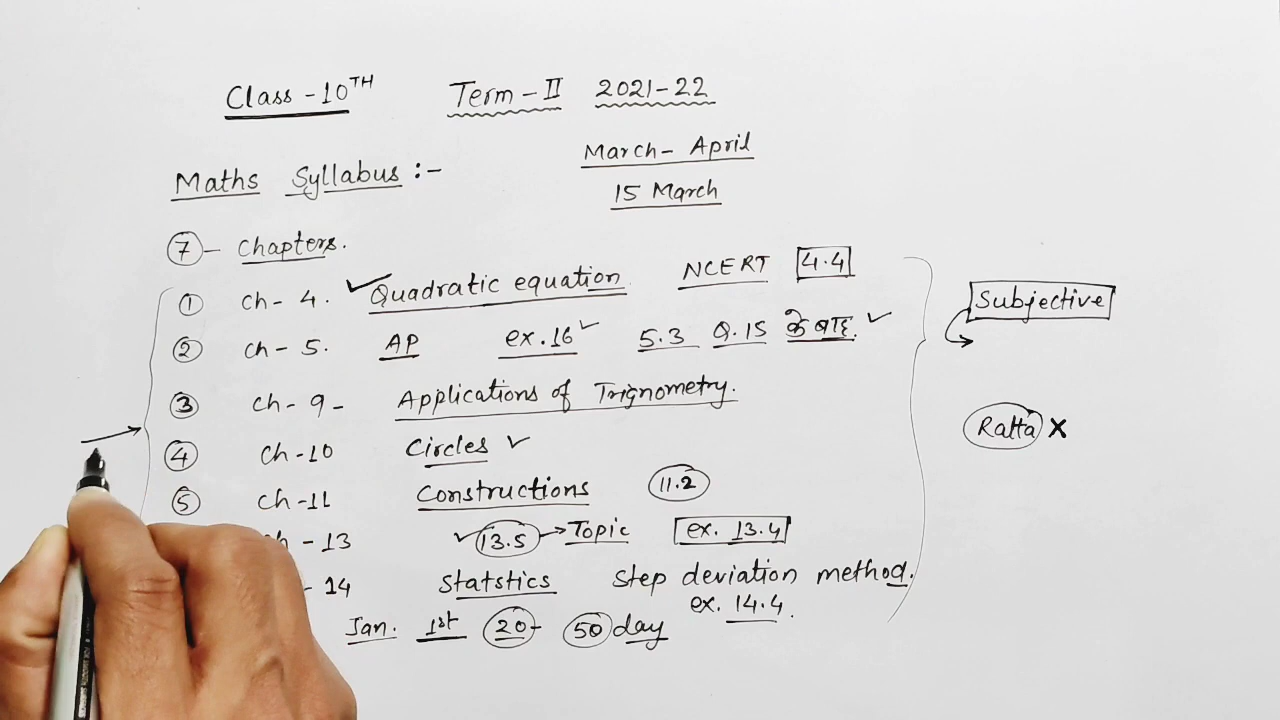 Class - 10TH Term - II 2021-22
Maths Syllabus :- March - April
15 March
7 - Chapters.
1 Ch - 4. ✓ Quadratic equation NCERT 4.4
2 Ch - 5. AP ex. 16 ✓ 5.3 Q. 15 के बाद ✓
3 Ch - 9 - Applications of Trignometry.
4 Ch - 10 Circles ✓
5 Ch - 11 Constructions 11.2
- 13 ✓ 13.5 → Topic ex. 13.4
- 14 Statstics Step deviation method.
ex. 14.4.
Jan. 1st 20 - 50 day
Subjective
Ratta X